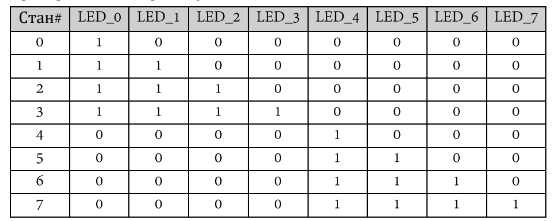 Стан# LED_0 LED_1 LED_2 LED_3 LED_4 LED_5 LED_6 LED_7
0 1 0 0 0 0 0 0 0
1 1 1 0 0 0 0 0 0
2 1 1 1 0 0 0 0 0
3 1 1 1 1 0 0 0 0
4 0 0 0 0 1 0 0 0
5 0 0 0 0 1 1 0 0
6 0 0 0 0 1 1 1 0
7 0 0 0 0 1 1 1 1